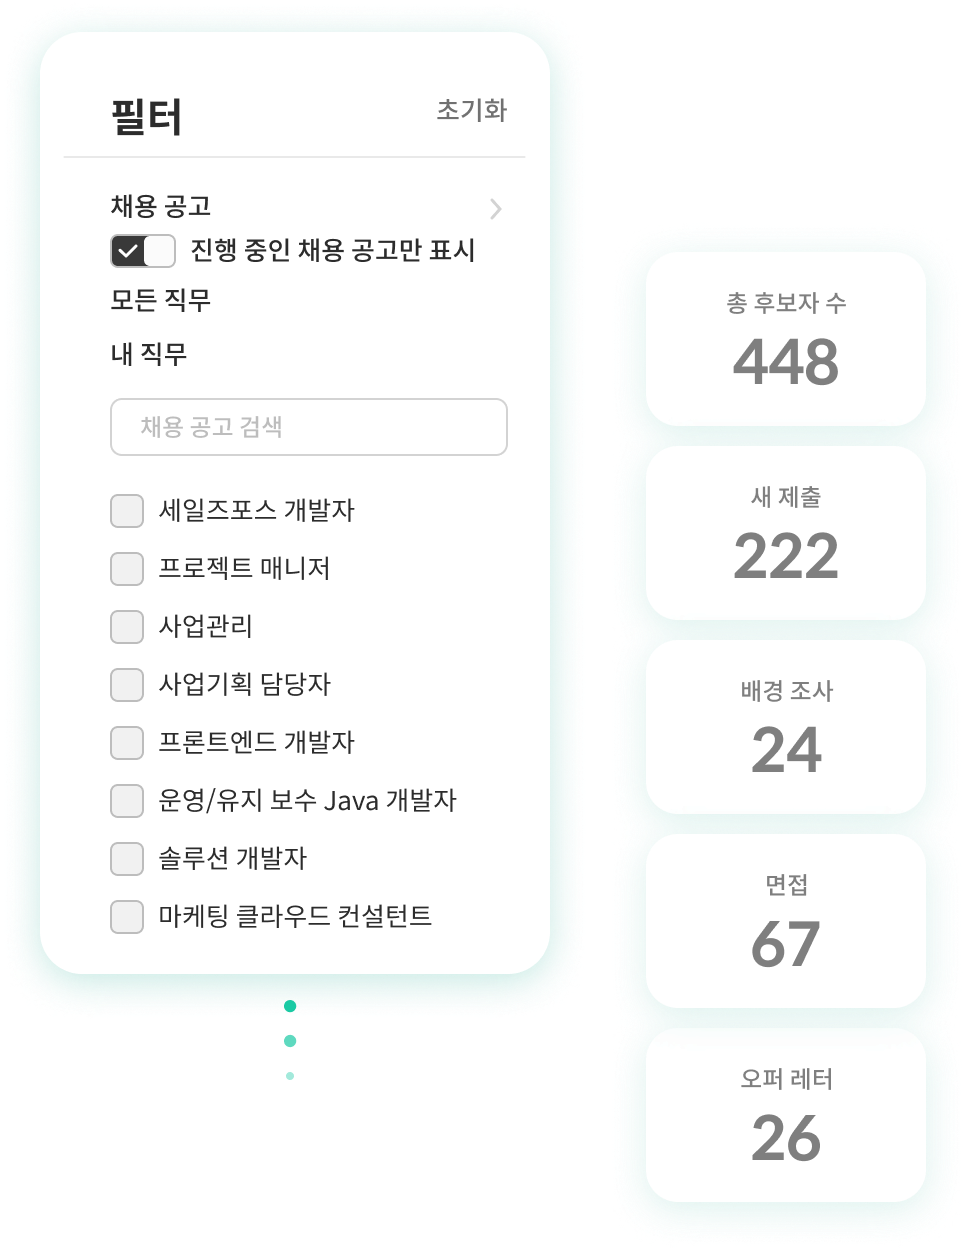 필터
초기화
채용 공고
진행 중인 채용 공고만 표시
모든 직무
내 직무
채용 공고 검색
세일즈포스 개발자
프로젝트 매니저
사업관리
사업기획 담당자
프론트엔드 개발자
운영/유지 보수 Java 개발자
솔루션 개발자
마케팅 클라우드 컨설턴트
총 후보자 수
448
새 제출
222
배경 조사
24
면접
67
오퍼 레터
26